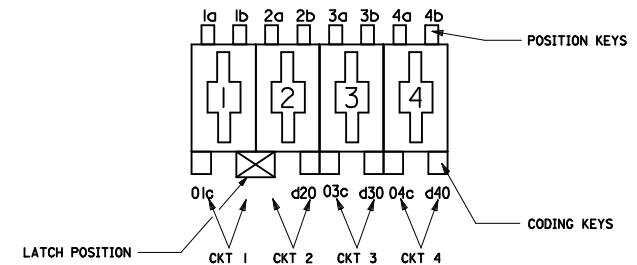 1a 1b 2a 2b 3a 3b 4a 4b
POSITION KEYS
1 2 3 4
01c d20 03c d30 04c d40
CODING KEYS
LATCH POSITION
CKT 1 CKT 2 CKT 3 CKT 4